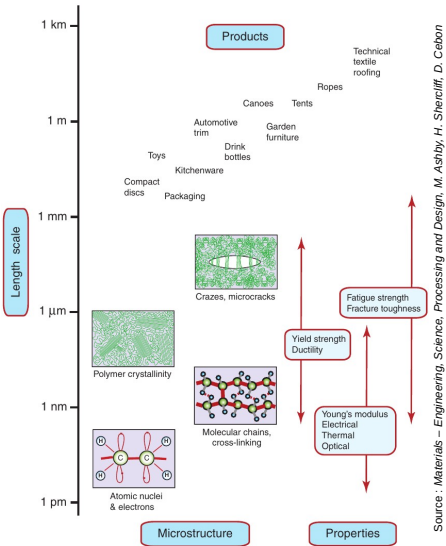 1 km
Products
Technical
textile
roofing
Ropes
Canoes
Tents
1 m
Automotive
trim
Garden
furniture
Drink
bottles
Toys
Kitchenware
Compact
discs
Packaging
1 mm
Length scale
Crazes, microcracks
Fatigue strength
Fracture toughness
1 µm
Yield strength
Ductility
Polymer crystallinity
1 nm
Young's modulus
Electrical
Thermal
Optical
Molecular chains,
cross-linking
H
H
C
C
H
H
Atomic nuclei
& electrons
1 pm
Microstructure
Properties
Source : Materials – Engineering, Science, Processing and Design, M. Ashby, H. Shercliff, D. Cebon